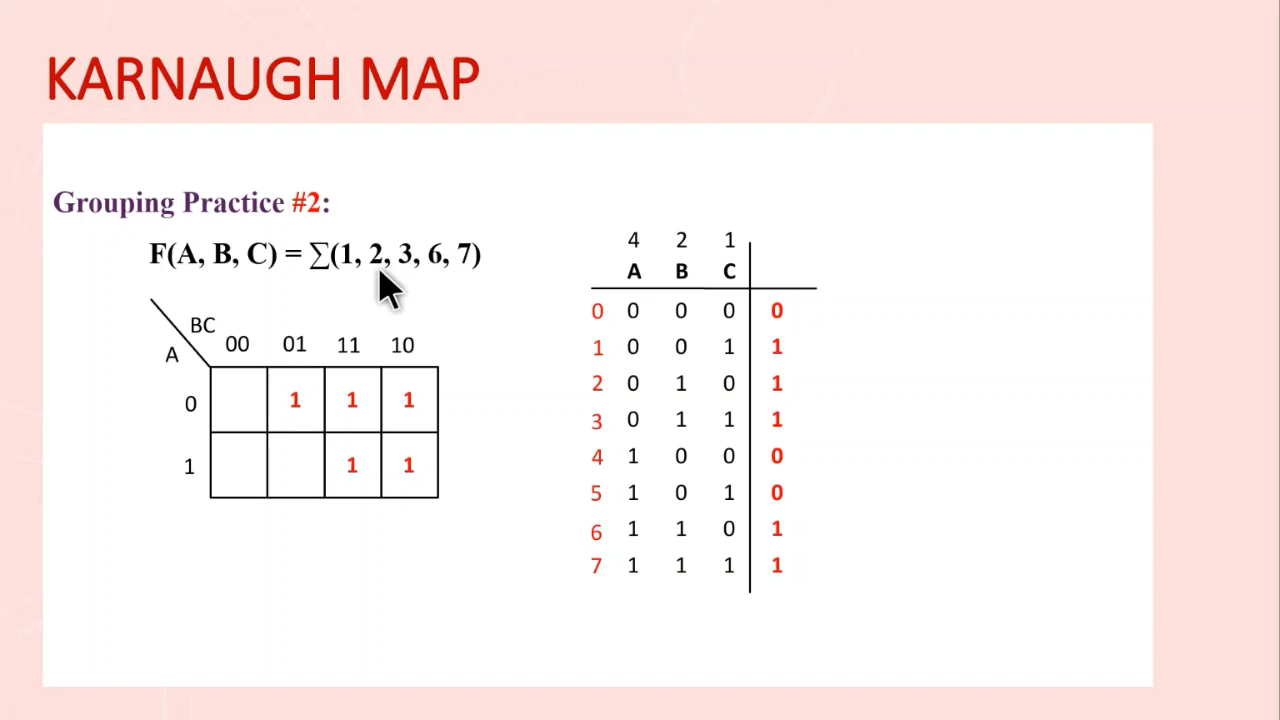 KARNAUGH MAP
Grouping Practice #2:
F(A, B, C) = ∑(1, 2, 3, 6, 7)
BC
A
00 01 11 10
0 1 1 1
1 1 1
4 2 1
A B C
0 0 0 0 0
1 0 0 1 1
2 0 1 0 1
3 0 1 1 1
4 1 0 0 0
5 1 0 1 0
6 1 1 0 1
7 1 1 1 1